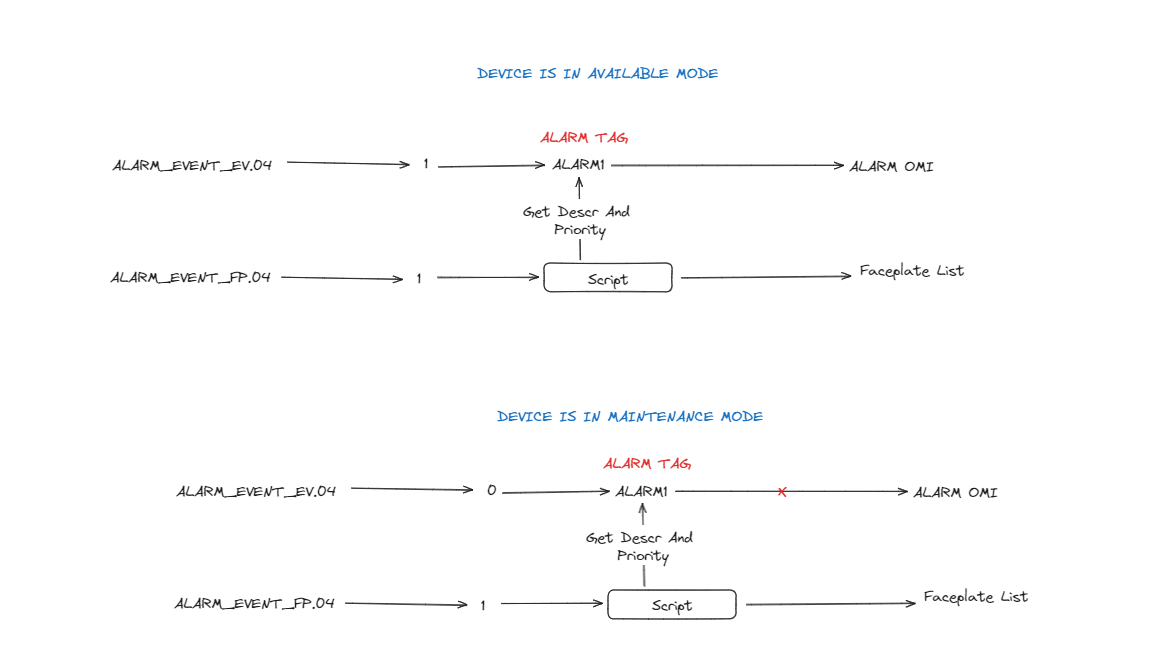 DEVICE IS IN AVAILABLE MODE
ALARM TAG
ALARM_EVENT_EV.04
1
ALARM1
ALARM OMI
Get Descr And
Priority
ALARM_EVENT_FP.04
1
Script
Faceplate List
DEVICE IS IN MAINTENANCE MODE
ALARM TAG
ALARM_EVENT_EV.04
0
ALARM1
x
ALARM OMI
Get Descr And
Priority
ALARM_EVENT_FP.04
1
Script
Faceplate List